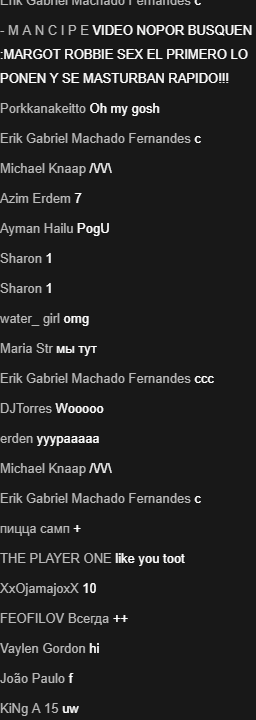 Erik Gabriel Machado Fernandes c
- M A N C I P E VIDEO NOPOR BUSQUEN
:MARGOT ROBBIE SEX EL PRIMERO LO
PONEN Y SE MASTURBAN RAPIDO!!!
Porkkanakeitto Oh my gosh
Erik Gabriel Machado Fernandes c
Michael Knaap /\/\/\
Azim Erdem 7
Ayman Hailu PogU
Sharon 1
Sharon 1
water_ girl omg
Maria Str мы тут
Erik Gabriel Machado Fernandes ccc
DJTorres Wooooo
erden yyypaaaaa
Michael Knaap /\/\/\
Erik Gabriel Machado Fernandes c
пицца самп +
THE PLAYER ONE like you toot
XxOjamajoxX 10
FEOFILOV Всегда ++
Vaylen Gordon hi
João Paulo f
KiNg A 15 uw